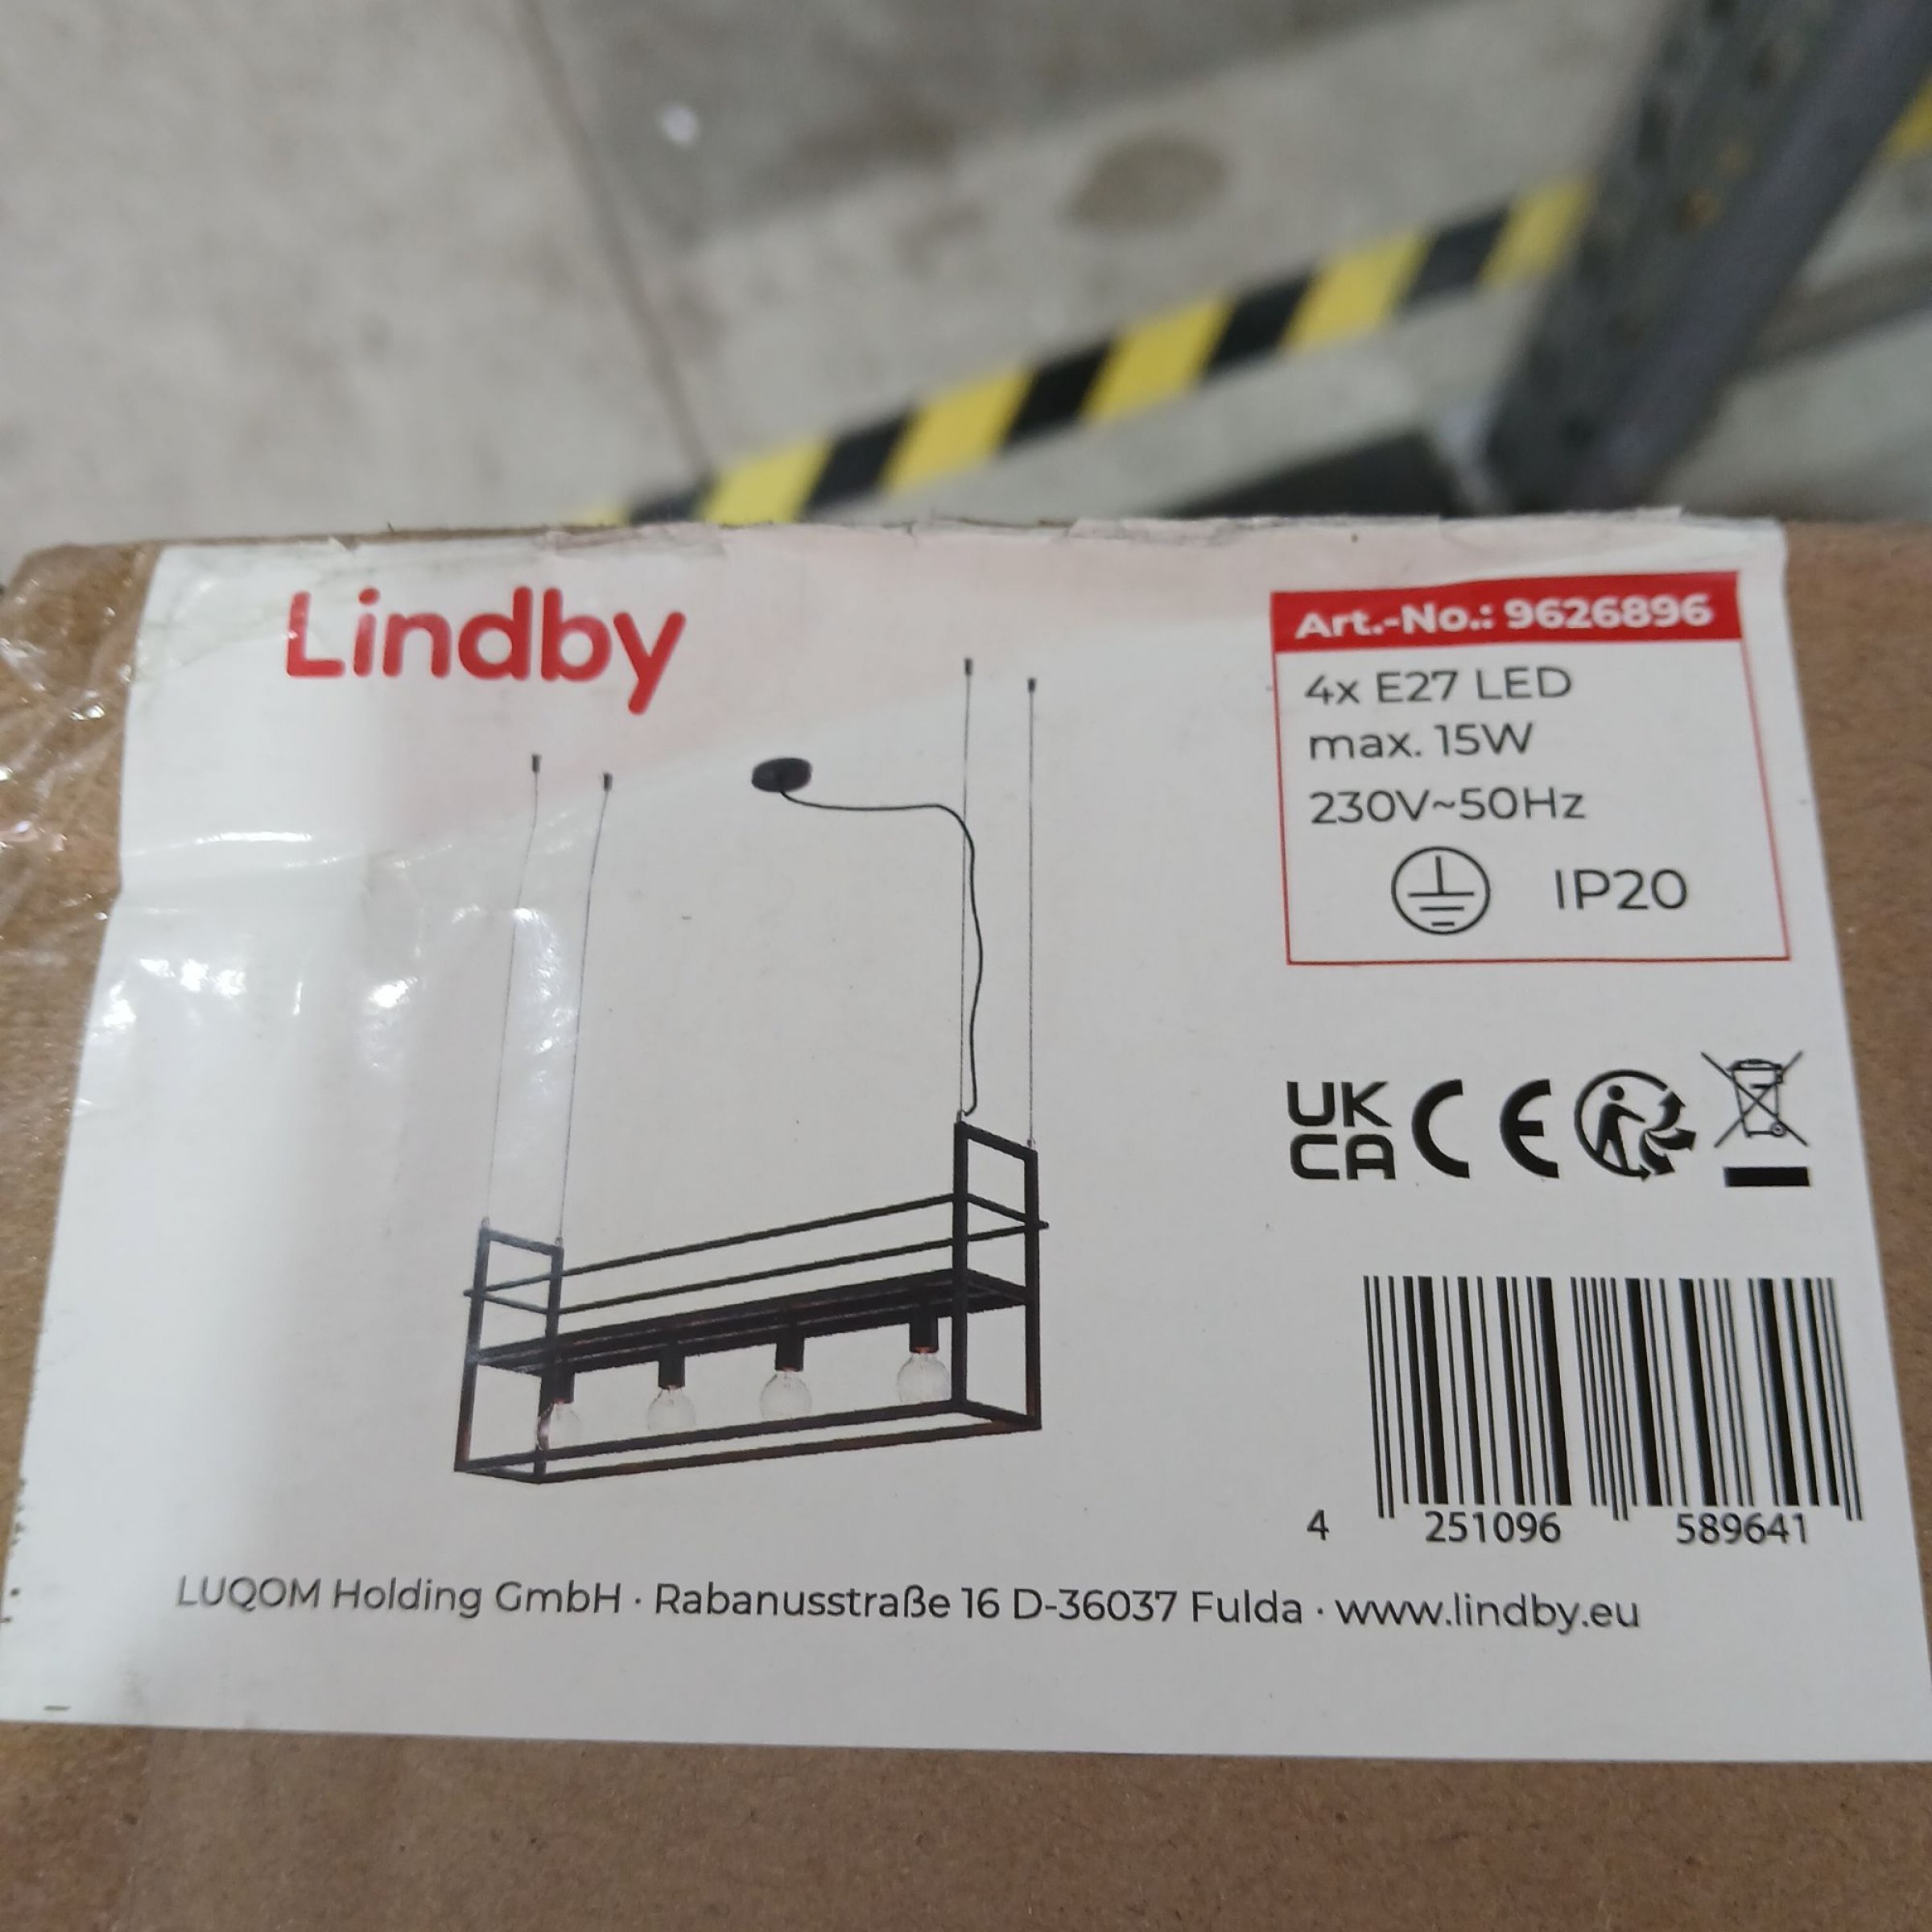 Lindby
Art.-No.: 9626896
4x E27 LED
max. 15W
230V~50Hz
IP20
UK
CA CE
4 251096 589641
LUQOM Holding GmbH · Rabanusstraße 16 D-36037 Fulda · www.lindby.eu